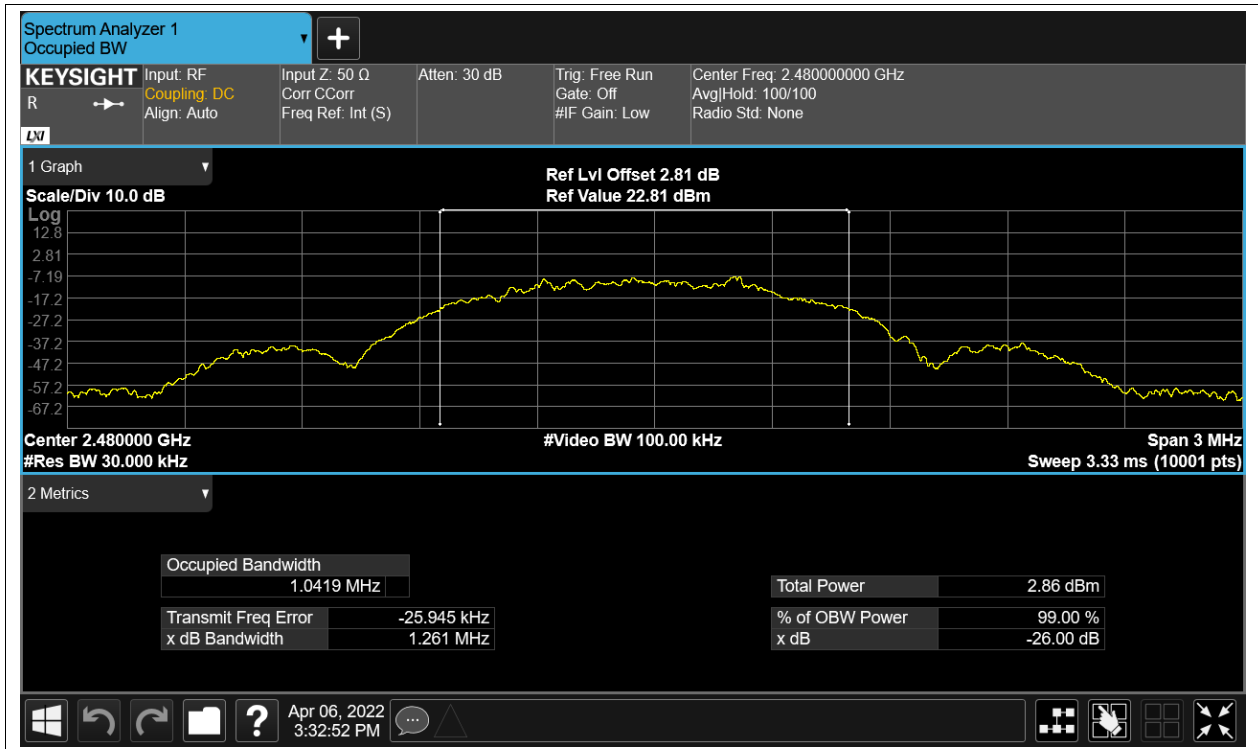 Spectrum Analyzer 1
Occupied BW
+
KEYSIGHT
R
LXI
Input: RF
Coupling: DC
Align: Auto
Input Z: 50 Ω
Corr CCorr
Freq Ref: Int (S)
Atten: 30 dB
Trig: Free Run
Gate: Off
#IF Gain: Low
Center Freq: 2.480000000 GHz
Avg|Hold: 100/100
Radio Std: None
1 Graph
Scale/Div 10.0 dB
Ref Lvl Offset 2.81 dB
Ref Value 22.81 dBm
Log
12.8
2.81
-7.19
-17.2
-27.2
-37.2
-47.2
-57.2
-67.2
Center 2.480000 GHz
#Video BW 100.00 kHz
Span 3 MHz
#Res BW 30.000 kHz
Sweep 3.33 ms (10001 pts)
2 Metrics
Occupied Bandwidth
1.0419 MHz
Total Power 2.86 dBm
Transmit Freq Error -25.945 kHz
% of OBW Power 99.00 %
x dB Bandwidth 1.261 MHz
x dB -26.00 dB
?
Apr 06, 2022
3:32:52 PM